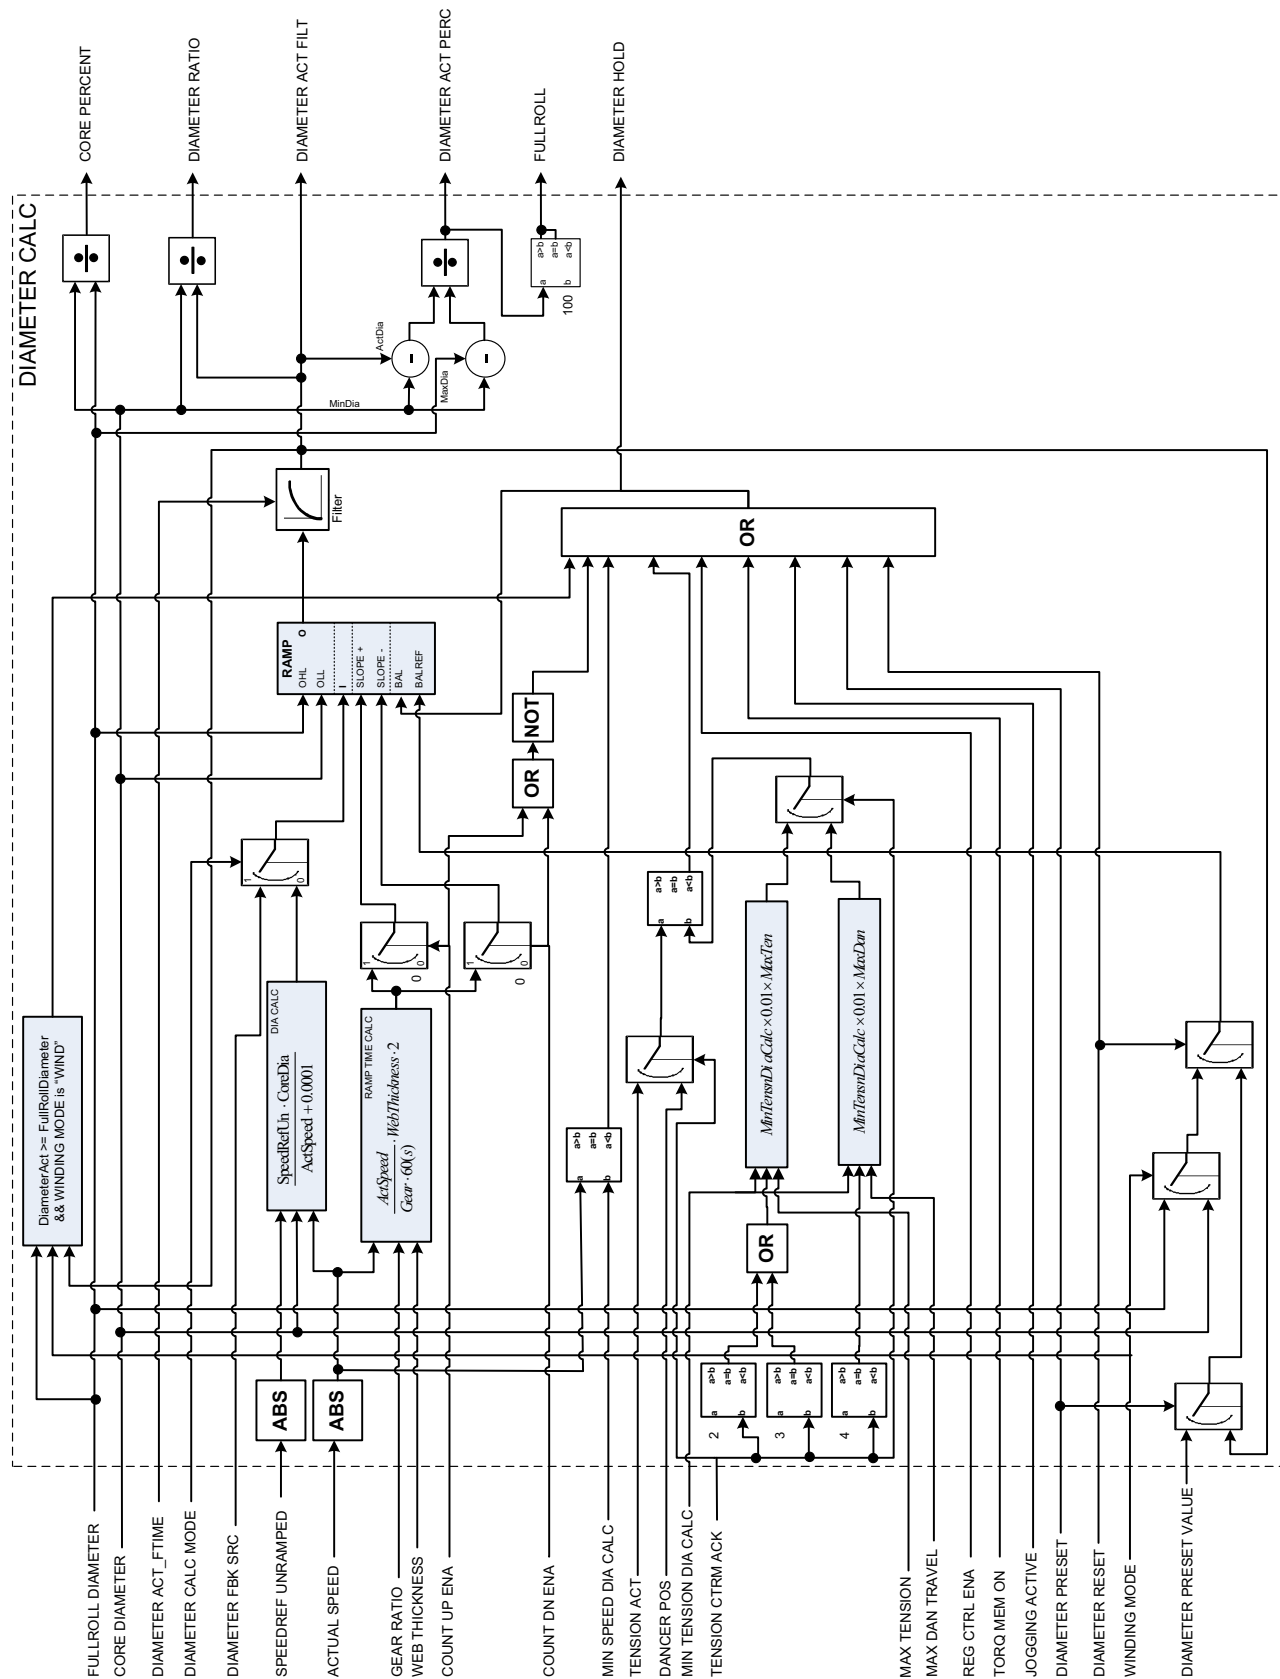 DIAMETER CALC
FULLROLL DIAMETER
CORE DIAMETER
DIAMETER ACT_FTIME
DIAMETER CALC MODE
DIAMETER FBK SRC
SPEEDREF UNRAMPED
ACTUAL SPEED
GEAR RATIO
WEB THICKNESS
COUNT UP ENA
COUNT DN ENA
MIN SPEED DIA CALC
TENSION ACT
DANCER POS
MIN TENSION DIA CALC
TENSION CTRM ACK
MAX TENSION
MAX DAN TRAVEL
REG CTRL ENA
TORQ MEM ON
JOGGING ACTIVE
DIAMETER PRESET
DIAMETER RESET
WINDING MODE
DIAMETER PRESET VALUE
ABS
ABS
2
a
b
a>b
a=b
a<b
3
a
b
a>b
a=b
a<b
4
a
b
a>b
a=b
a<b
OR
DiameterAct >= FullRollDiameter
&& WINDING MODE is "WIND"
DIA CALC
SpeedRefUn · CoreDia
ActSpeed + 0.0001
RAMP TIME CALC
ActSpeed
Gear · 60(s)
· WebThickness · 2
a
b
a>b
a=b
a<b
MinTensnDiaCalc × 0.01 × MaxTen
MinTensnDiaCalc × 0.01 × MaxDan
1
0
1
0
0
1
0
0
a
b
a>b
a=b
a<b
OR
NOT
RAMP
OHL
OLL
I
SLOPE +
SLOPE -
BAL
BALREF
O
OR
Filter
MinDia
MaxDia
ActDia
100
a
b
a>b
a=b
a<b
CORE PERCENT
DIAMETER RATIO
DIAMETER ACT FILT
DIAMETER ACT PERC
FULLROLL
DIAMETER HOLD